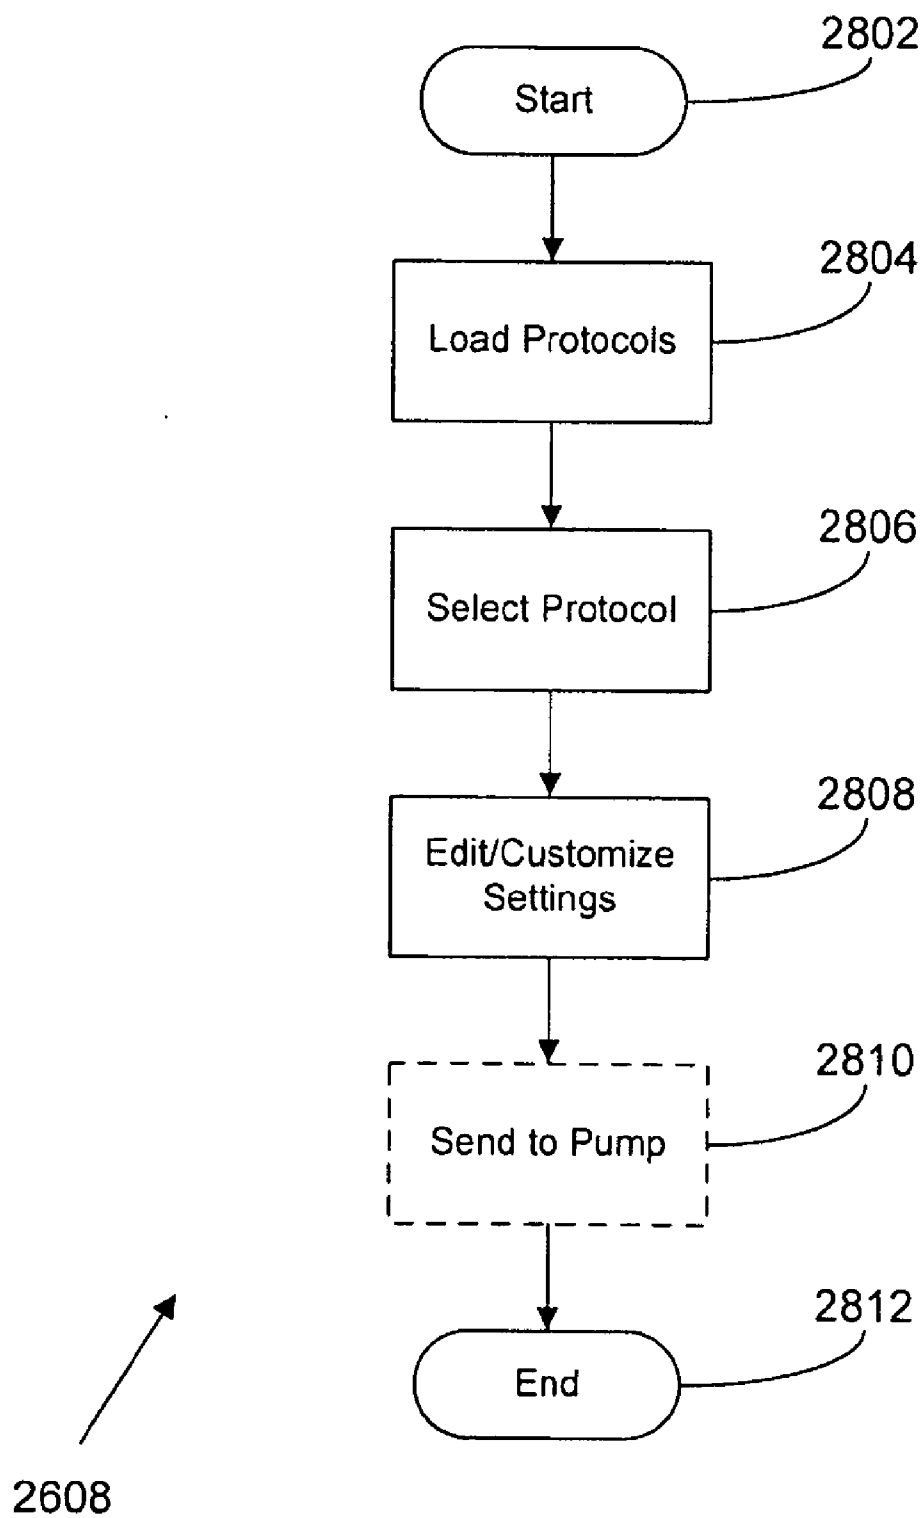 2802
Start
2804
Load Protocols
2806
Select Protocol
2808
Edit/Customize
Settings
2810
Send to Pump
2812
End
2608